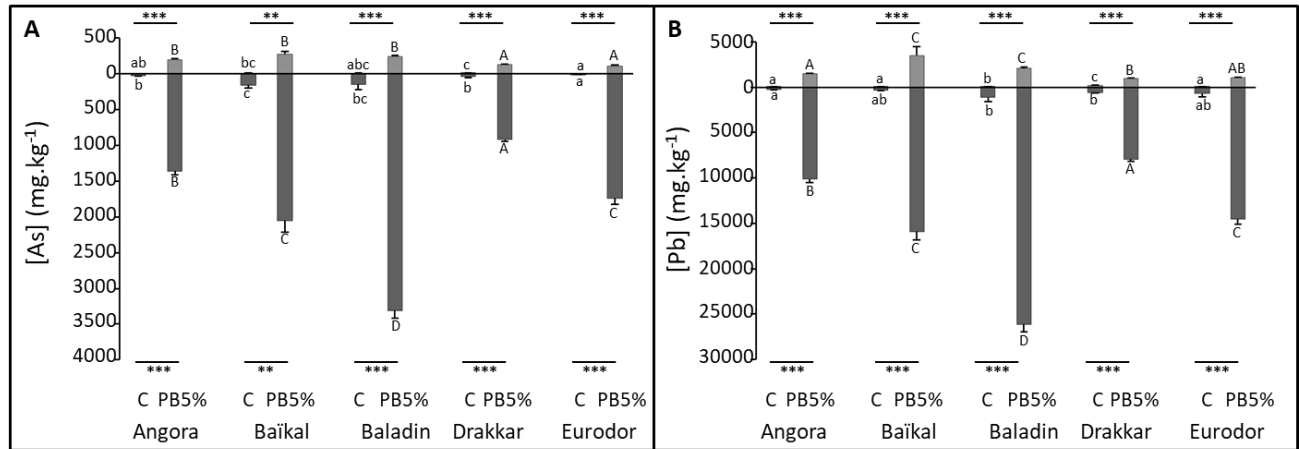 A
*** ** *** *** ***
500
0
500
1000
1500
2000
2500
3000
3500
4000
[As] (mg.kg-1)
ab B bc B abc B c A a A
b B c C bc D b A a C
*** ** *** *** ***
C PB5% C PB5% C PB5% C PB5% C PB5%
Angora Baïkal Baladin Drakkar Eurodor
B
*** *** *** *** ***
5000
0
5000
10000
15000
20000
25000
30000
[Pb] (mg.kg-1)
a A a C b C c B a AB
a B ab C b D b A ab C
*** *** *** *** ***
C PB5% C PB5% C PB5% C PB5% C PB5%
Angora Baïkal Baladin Drakkar Eurodor